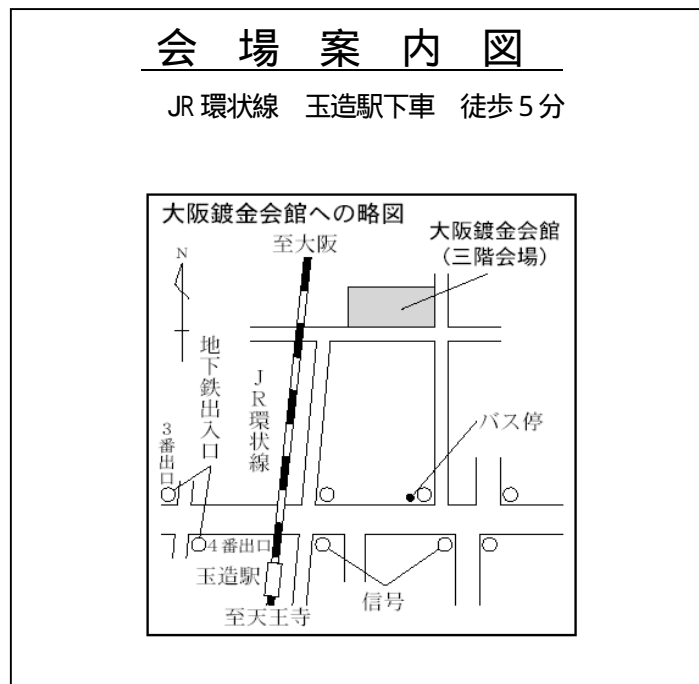 会場案内図
JR環状線　玉造駅下車　徒歩5分
大阪鍍金会館への略図
至大阪
大阪鍍金会館
(三階会場)
N
地下鉄出入口
JR環状線
3番出口
バス停
4番出口
玉造駅
信号
至天王寺